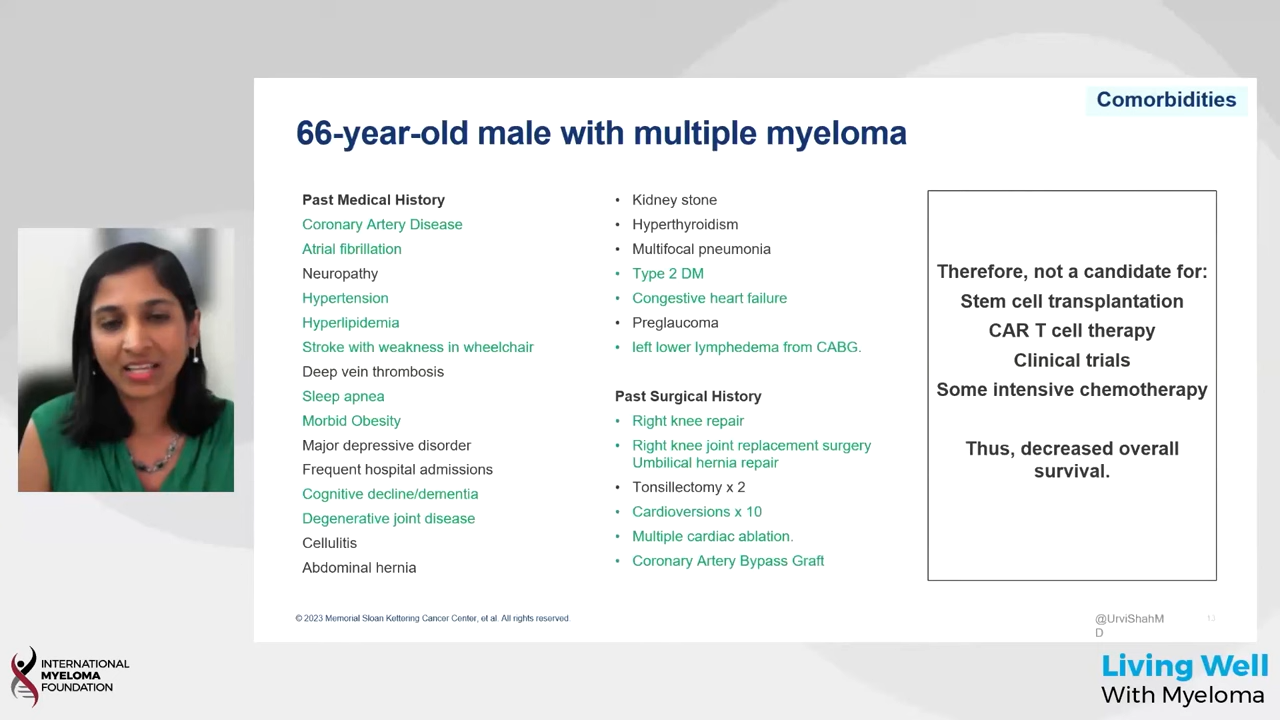 Comorbidities
66-year-old male with multiple myeloma
Past Medical History
Coronary Artery Disease
Atrial fibrillation
Neuropathy
Hypertension
Hyperlipidemia
Stroke with weakness in wheelchair
Deep vein thrombosis
Sleep apnea
Morbid Obesity
Major depressive disorder
Frequent hospital admissions
Cognitive decline/dementia
Degenerative joint disease
Cellulitis
Abdominal hernia
• Kidney stone
• Hyperthyroidism
• Multifocal pneumonia
• Type 2 DM
• Congestive heart failure
• Preglaucoma
• left lower lymphedema from CABG.
Past Surgical History
• Right knee repair
• Right knee joint replacement surgery
Umbilical hernia repair
• Tonsillectomy x 2
• Cardioversions x 10
• Multiple cardiac ablation.
• Coronary Artery Bypass Graft
Therefore, not a candidate for:
Stem cell transplantation
CAR T cell therapy
Clinical trials
Some intensive chemotherapy
Thus, decreased overall
survival.
© 2023 Memorial Sloan Kettering Cancer Center, et al. All rights reserved.
@UrviShahM
D
13
INTERNATIONAL
MYELOMA
FOUNDATION
Living Well
With Myeloma